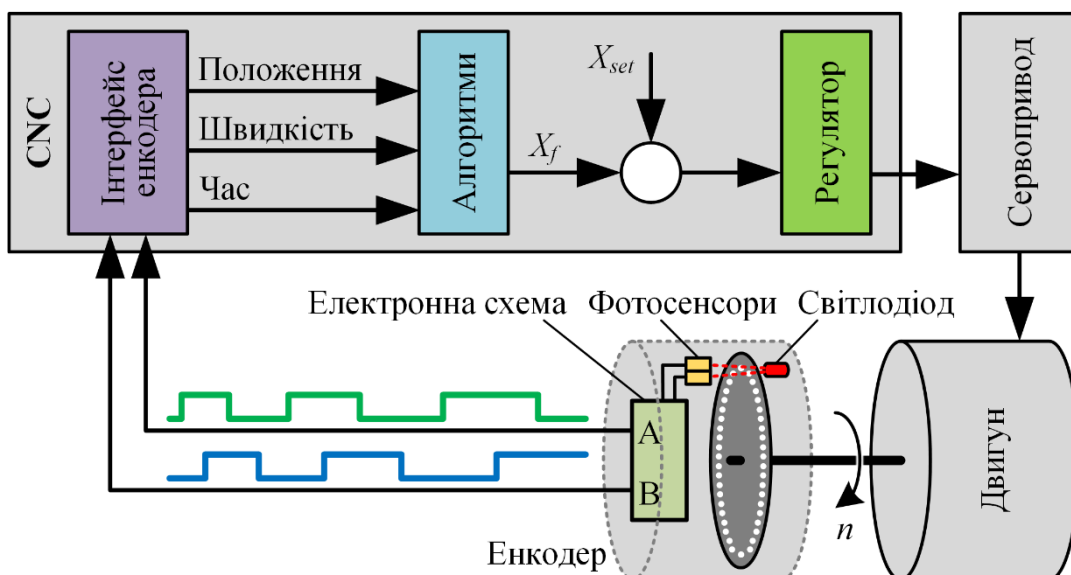 CNC
Інтерфейс
енкодера
Положення
Швидкість
Час
Алгоритми
X_f
X_set
Регулятор
Сервопривод
Електронна схема
Фотосенсори
Світлодіод
A
B
Енкодер
n
Двигун